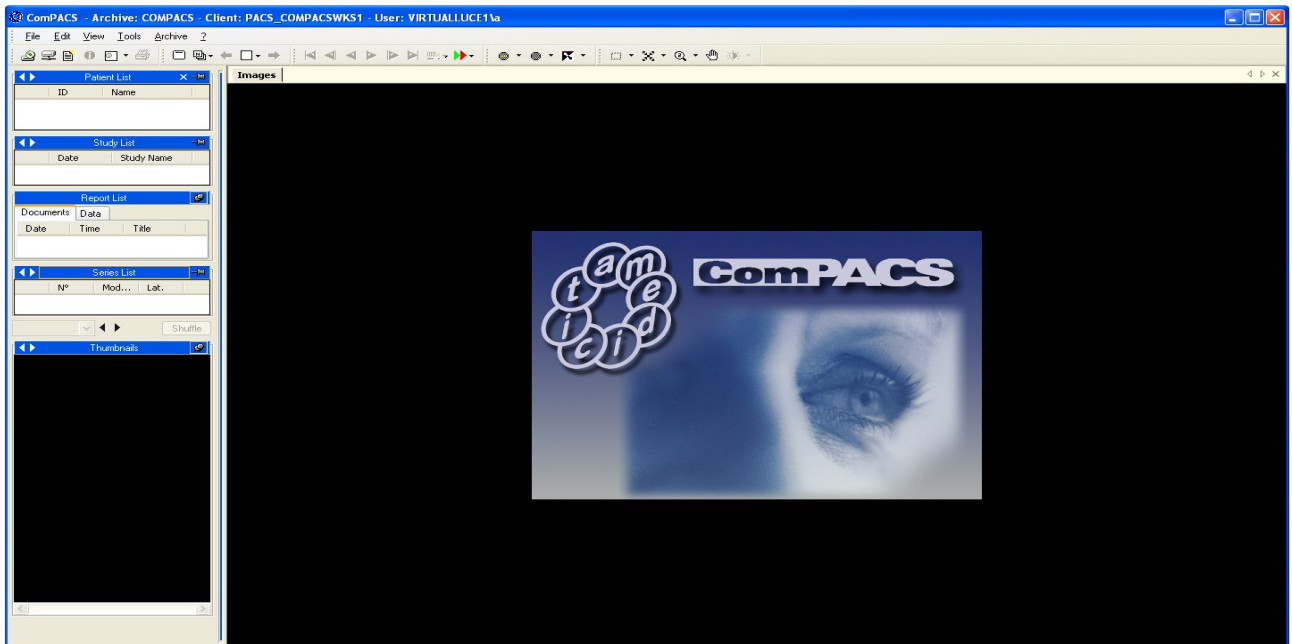 ComPACS - Archive: COMPACS - Client: PACS_COMPACSWKS1 - User: VIRTUALLUCE1\a
File Edit View Tools Archive ?
Patient List
ID Name
Study List
Date Study Name
Report List
Documents Data
Date Time Title
Series List
N° Mod... Lat.
Shuffle
Thumbnails
Images
medicitam
ComPACS